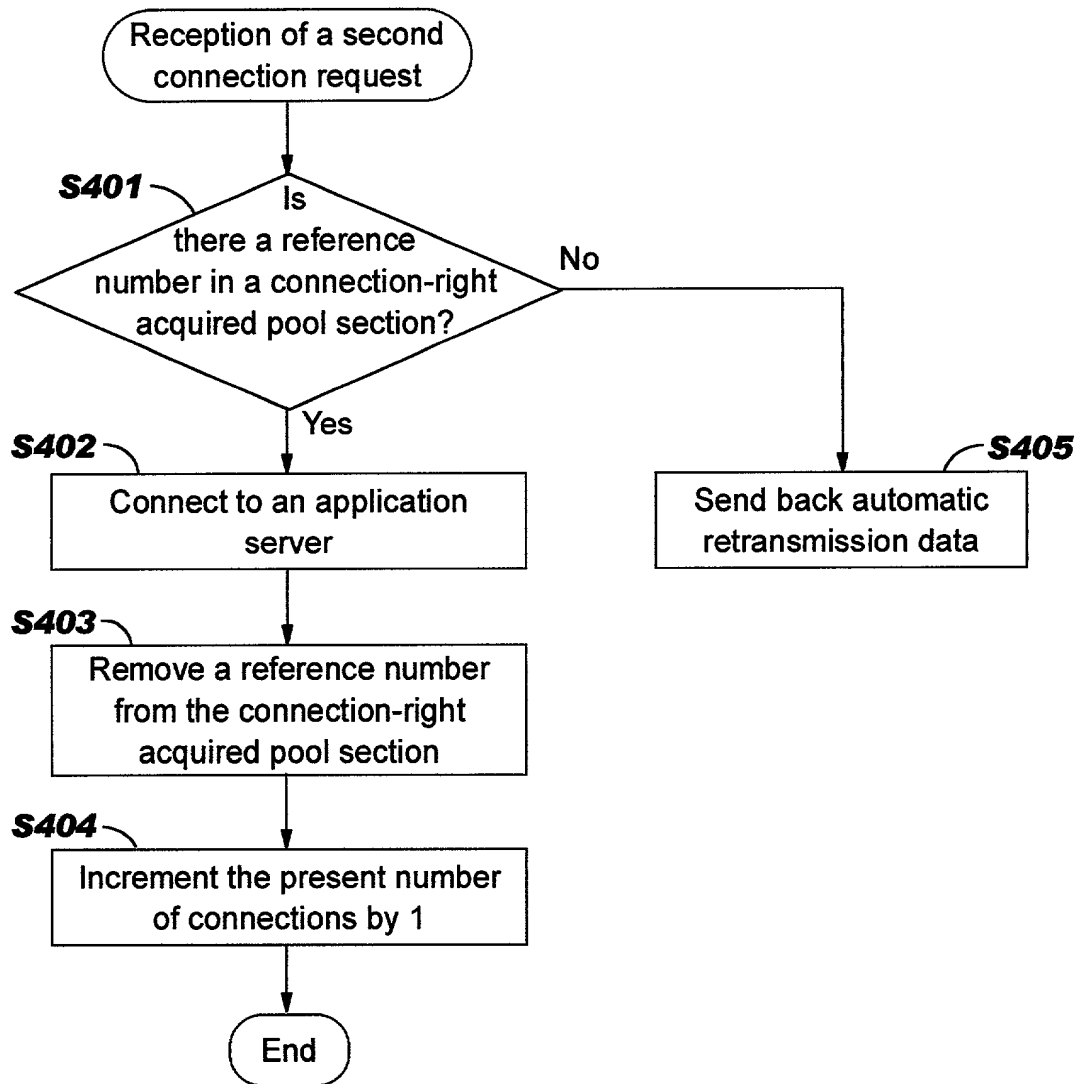 Reception of a second
connection request
S401
Is
there a reference
number in a connection-right
acquired pool section?
No
Yes
S402
Connect to an application
server
S405
Send back automatic
retransmission data
S403
Remove a reference number
from the connection-right
acquired pool section
S404
Increment the present number
of connections by 1
End